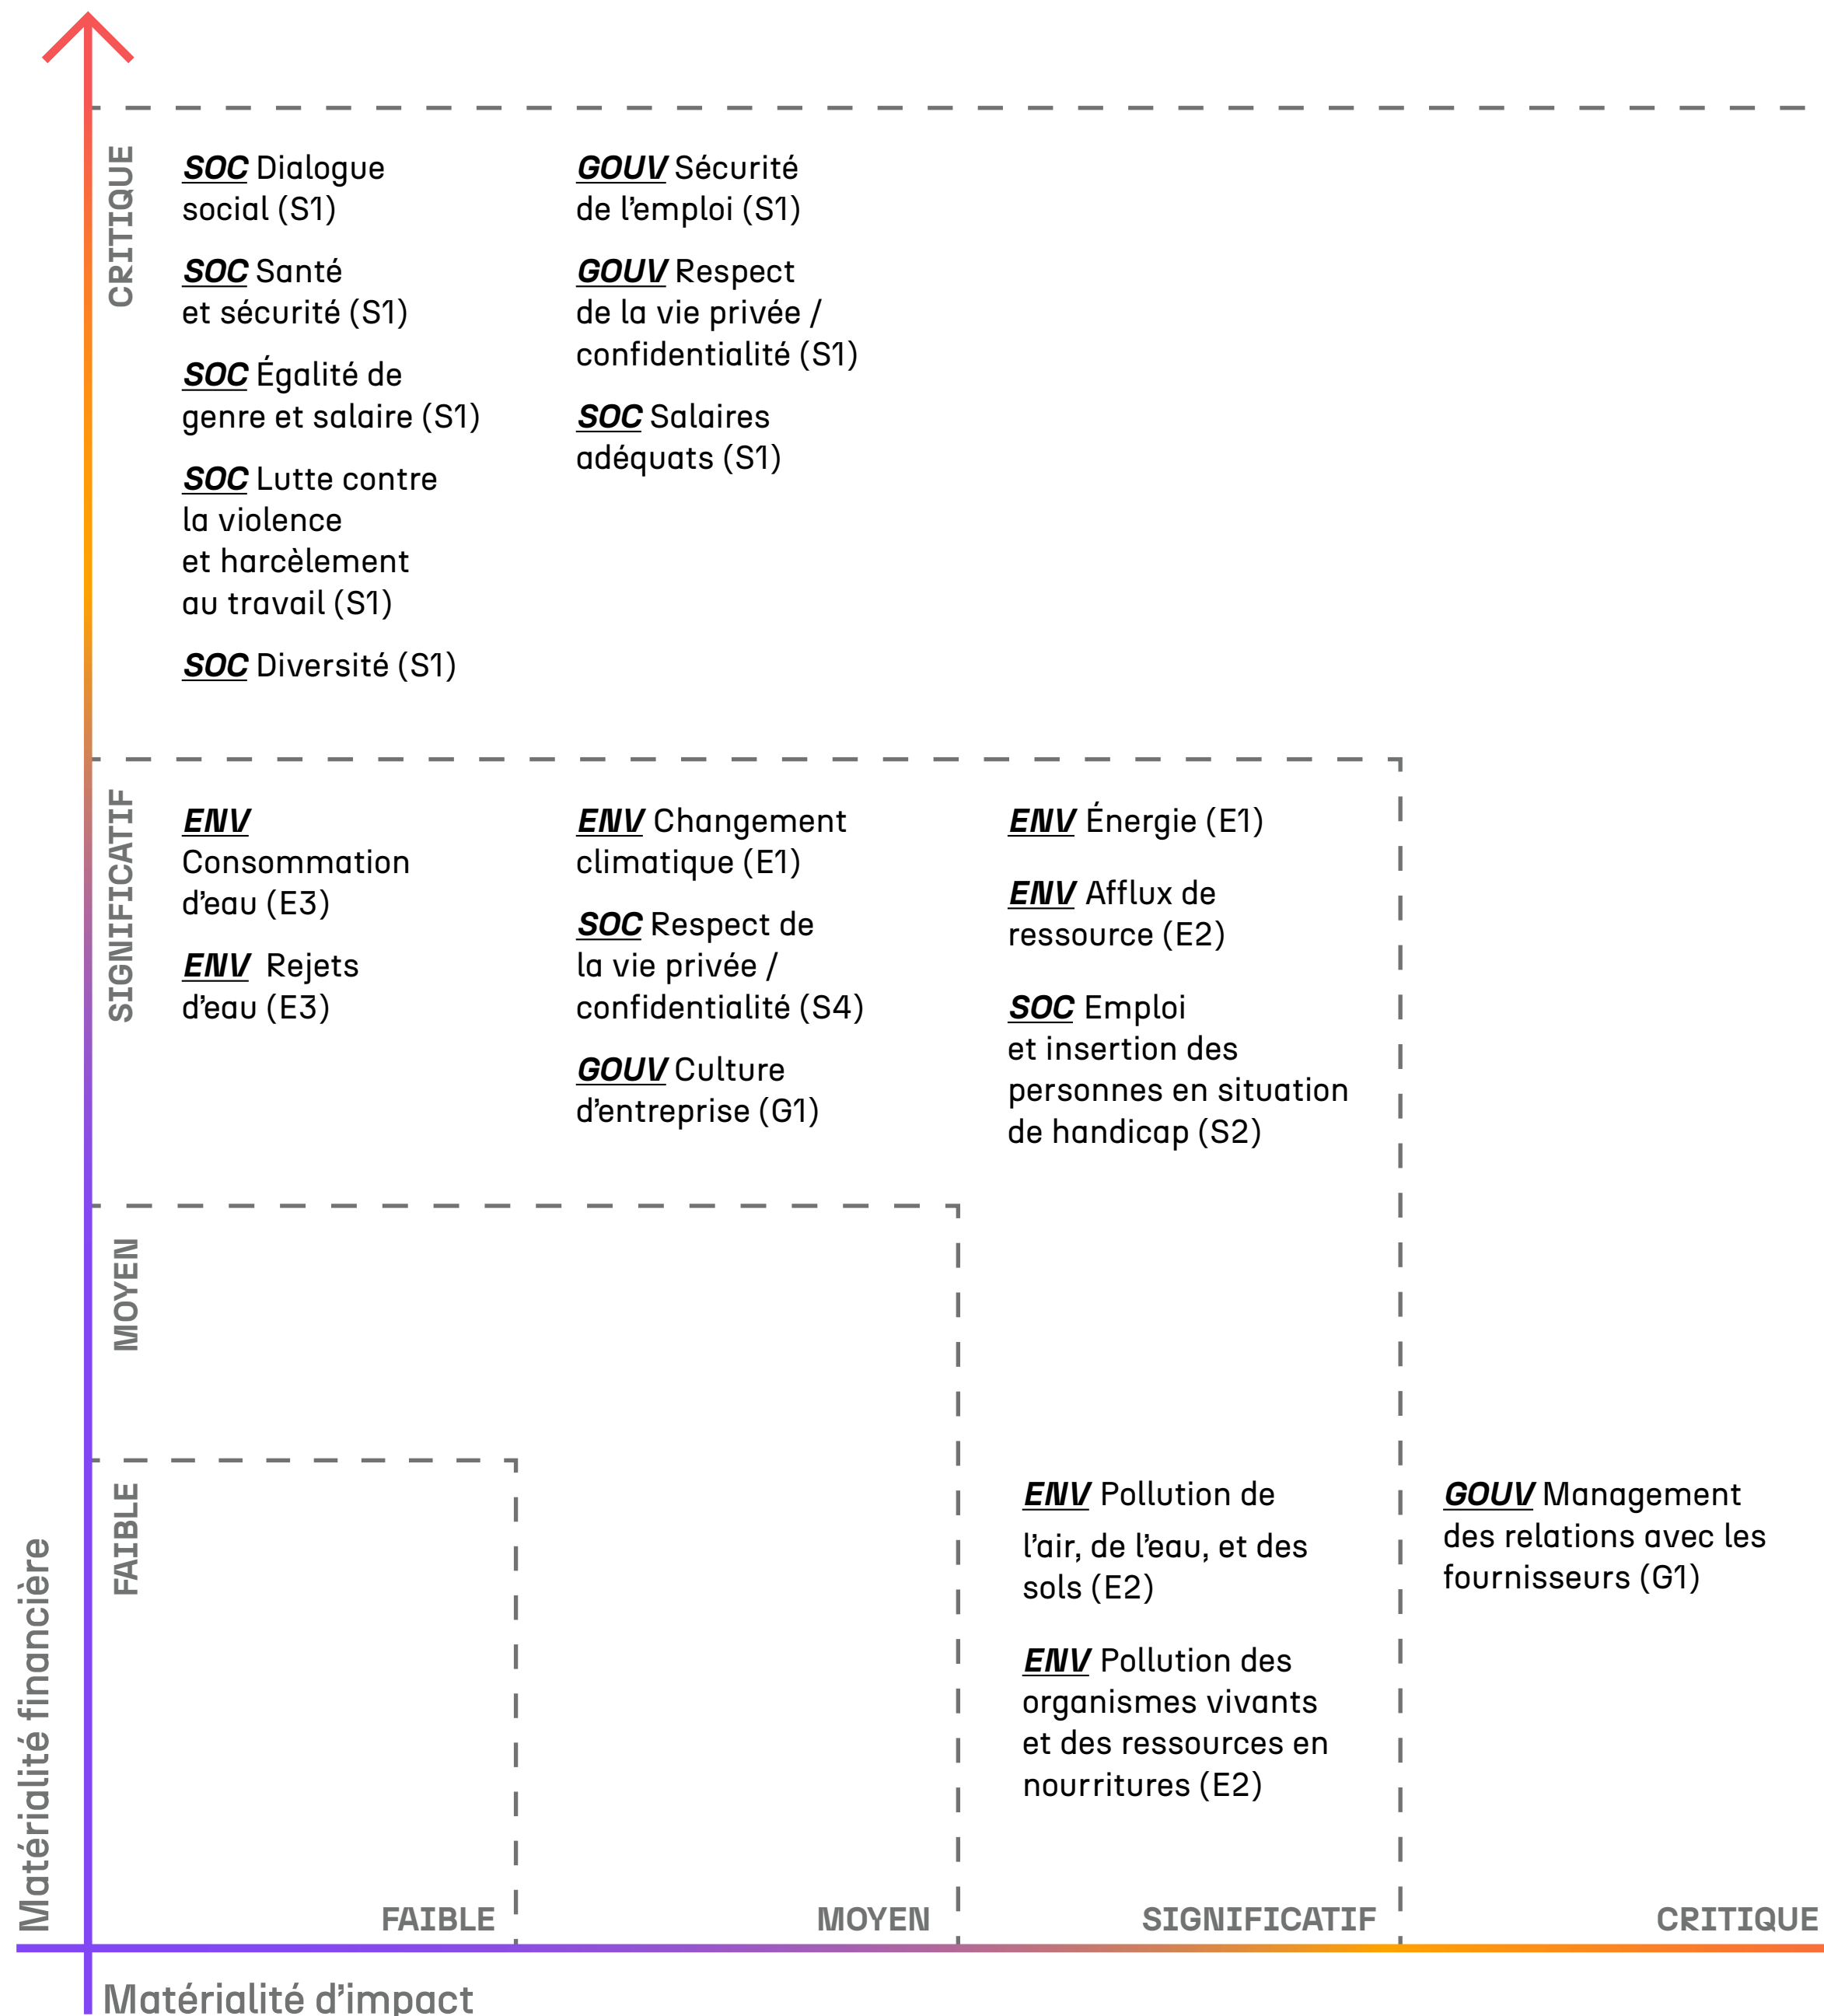 CRITIQUE
SOC Dialogue
social (S1)
SOC Santé
et sécurité (S1)
SOC Égalité de
genre et salaire (S1)
SOC Lutte contre
la violence
et harcèlement
au travail (S1)
SOC Diversité (S1)
GOUV Sécurité
de l'emploi (S1)
GOUV Respect
de la vie privée /
confidentialité (S1)
SOC Salaires
adéquats (S1)
SIGNIFICATIF
ENV
Consommation
d'eau (E3)
ENV Rejets
d'eau (E3)
ENV Changement
climatique (E1)
SOC Respect de
la vie privée /
confidentialité (S4)
GOUV Culture
d'entreprise (G1)
ENV Énergie (E1)
ENV Afflux de
ressource (E2)
SOC Emploi
et insertion des
personnes en situation
de handicap (S2)
MOYEN
FAIBLE
ENV Pollution de
l'air, de l'eau, et des
sols (E2)
ENV Pollution des
organismes vivants
et des ressources en
nourritures (E2)
GOUV Management
des relations avec les
fournisseurs (G1)
Matérialité financière
FAIBLE
MOYEN
SIGNIFICATIF
CRITIQUE
Matérialité d'impact